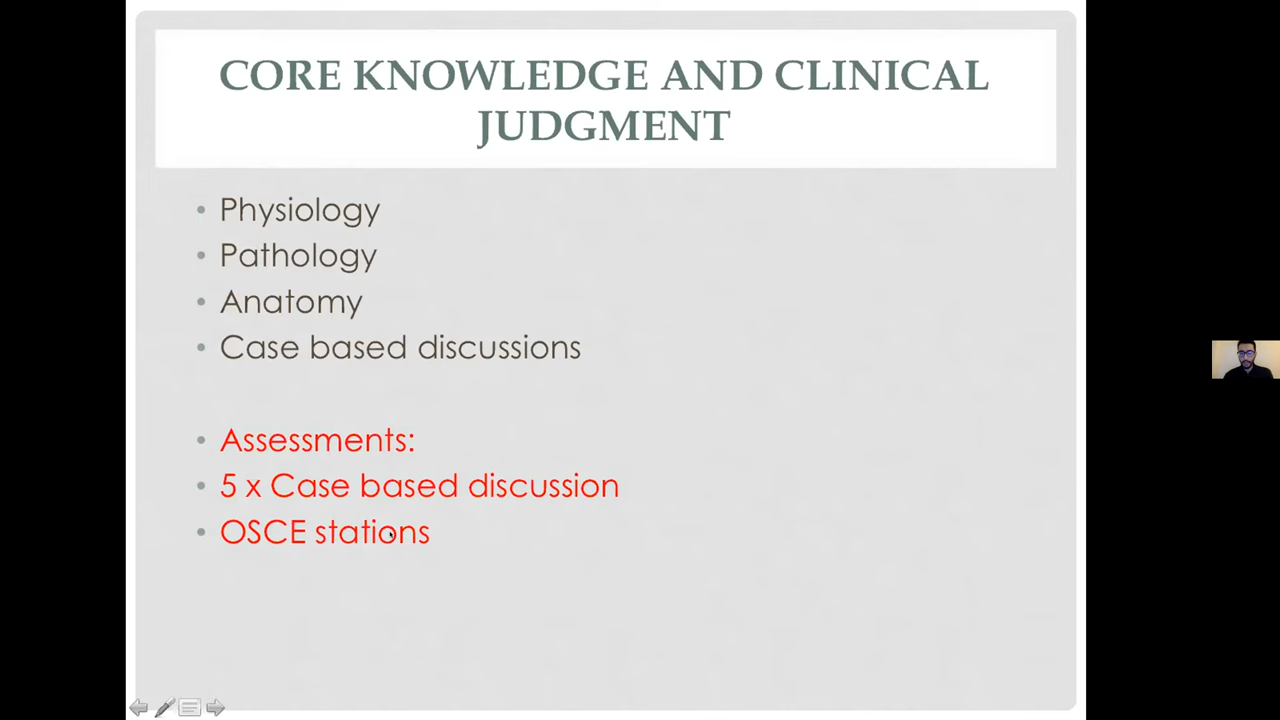 CORE KNOWLEDGE AND CLINICAL
JUDGMENT
• Physiology
• Pathology
• Anatomy
• Case based discussions
• Assessments:
• 5 x Case based discussion
• OSCE stations